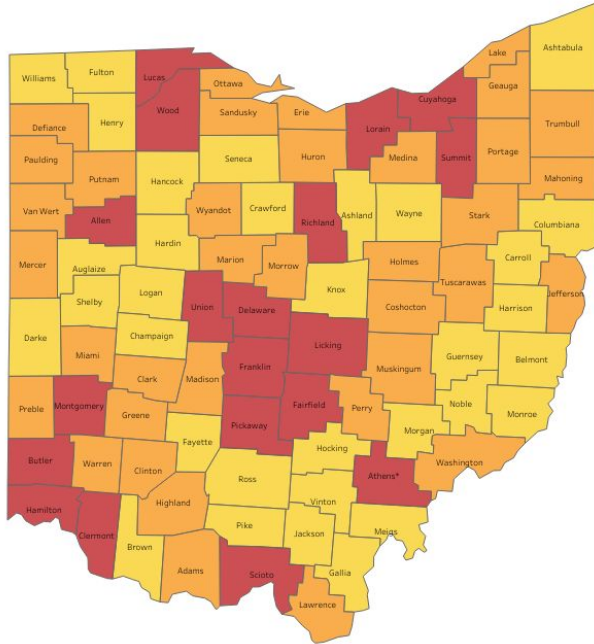 Ashtabula
Lake
Geauga
Lucas
Fulton
Williams
Ottawa
Cuyahoga
Wood
Henry
Sandusky
Erie
Lorain
Trumbull
Defiance
Summit
Portage
Medina
Paulding
Seneca
Huron
Putnam
Hancock
Mahoning
Van Wert
Allen
Wyandot
Crawford
Richland
Ashland
Wayne
Stark
Columbiana
Hardin
Carroll
Mercer
Marion
Morrow
Holmes
Auglaize
Tuscarawas
Jefferson
Logan
Union
Knox
Shelby
Delaware
Coshocton
Harrison
Darke
Champaign
Licking
Miami
Franklin
Guernsey
Belmont
Muskingum
Clark
Madison
Preble
Montgomery
Greene
Pickaway
Fairfield
Perry
Noble
Monroe
Morgan
Fayette
Hocking
Butler
Warren
Clinton
Washington
Athens*
Ross
Highland
Vinton
Hamilton
Clermont
Pike
Meigs
Jackson
Brown
Adams
Scioto
Gallia
Lawrence